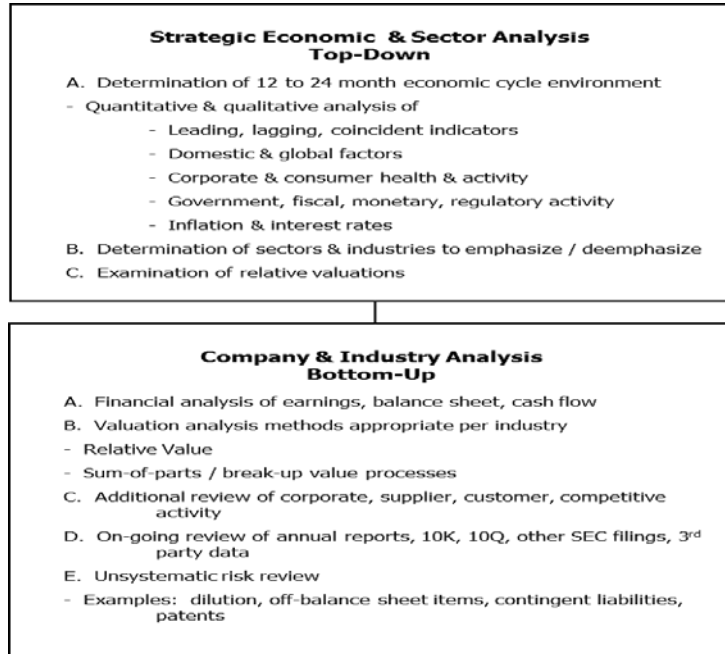 Strategic Economic & Sector Analysis
Top-Down
A. Determination of 12 to 24 month economic cycle environment
- Quantitative & qualitative analysis of
- Leading, lagging, coincident indicators
- Domestic & global factors
- Corporate & consumer health & activity
- Government, fiscal, monetary, regulatory activity
- Inflation & interest rates
B. Determination of sectors & industries to emphasize / deemphasize
C. Examination of relative valuations
Company & Industry Analysis
Bottom-Up
A. Financial analysis of earnings, balance sheet, cash flow
B. Valuation analysis methods appropriate per industry
- Relative Value
- Sum-of-parts / break-up value processes
C. Additional review of corporate, supplier, customer, competitive
activity
D. On-going review of annual reports, 10K, 10Q, other SEC filings, 3rd
party data
E. Unsystematic risk review
- Examples: dilution, off-balance sheet items, contingent liabilities,
patents